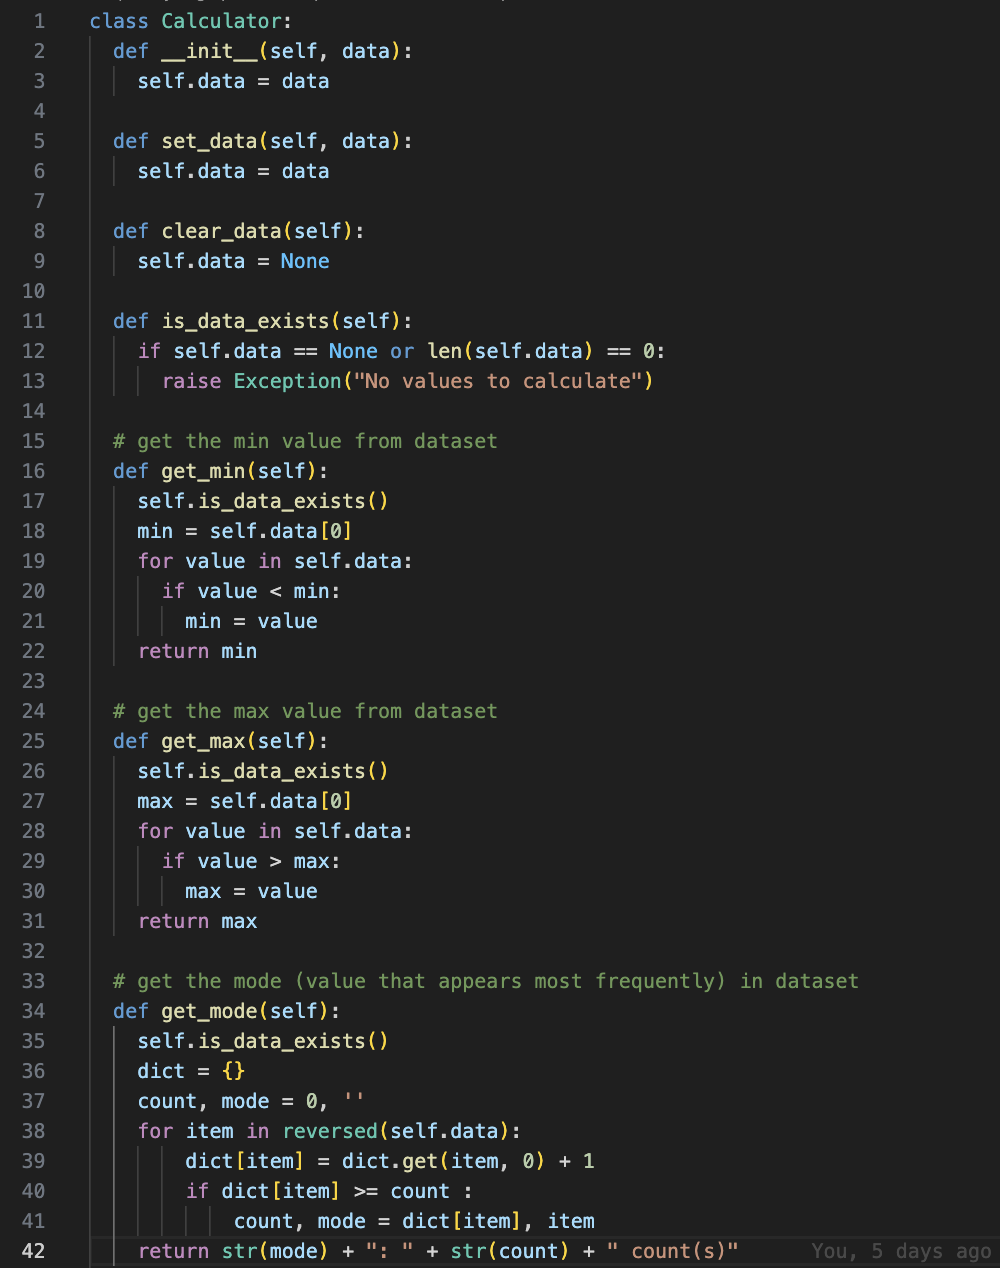 1 class Calculator:
2   def __init__(self, data):
3     self.data = data
4
5   def set_data(self, data):
6     self.data = data
7
8   def clear_data(self):
9     self.data = None
10
11   def is_data_exists(self):
12     if self.data == None or len(self.data) == 0:
13       raise Exception("No values to calculate")
14
15   # get the min value from dataset
16   def get_min(self):
17     self.is_data_exists()
18     min = self.data[0]
19     for value in self.data:
20       if value < min:
21         min = value
22     return min
23
24   # get the max value from dataset
25   def get_max(self):
26     self.is_data_exists()
27     max = self.data[0]
28     for value in self.data:
29       if value > max:
30         max = value
31     return max
32
33   # get the mode (value that appears most frequently) in dataset
34   def get_mode(self):
35     self.is_data_exists()
36     dict = {}
37     count, mode = 0, ''
38     for item in reversed(self.data):
39         dict[item] = dict.get(item, 0) + 1
40         if dict[item] >= count :
41             count, mode = dict[item], item
42     return str(mode) + ": " + str(count) + " count(s)" You, 5 days ago